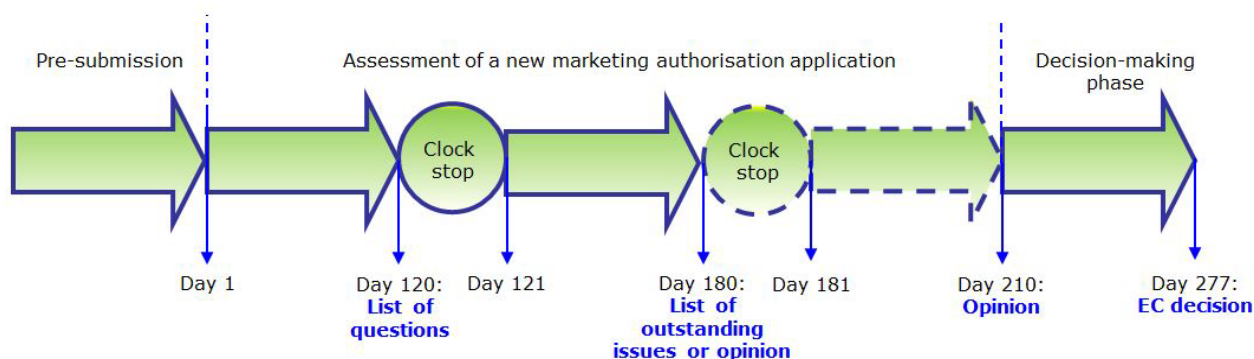 Pre-submission
Assessment of a new marketing authorisation application
Decision-making
phase
Clock
stop
Clock
stop
Day 1
Day 120:
List of
questions
Day 121
Day 180:
List of
outstanding
issues or opinion
Day 181
Day 210:
Opinion
Day 277:
EC decision